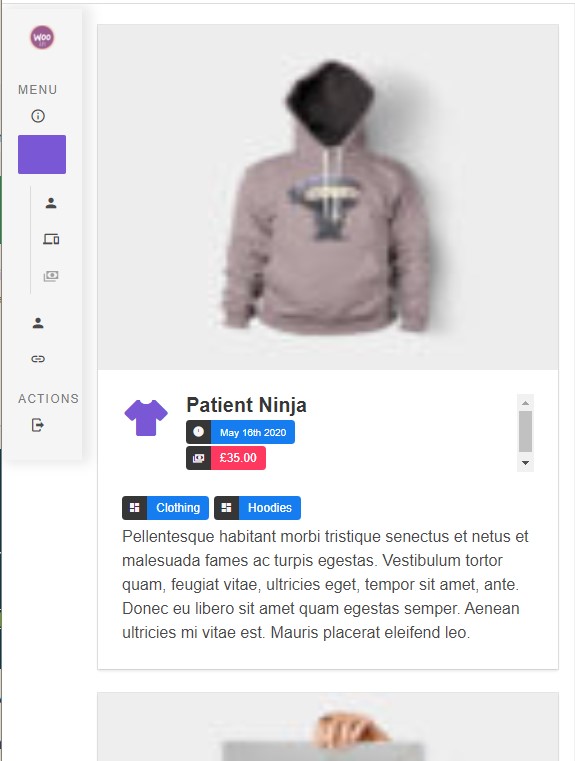 Woo
MENU
ACTIONS
Patient Ninja
May 16th 2020
£35.00
Clothing
Hoodies
Pellentesque habitant morbi tristique senectus et netus et
malesuada fames ac turpis egestas. Vestibulum tortor
quam, feugiat vitae, ultricies eget, tempor sit amet, ante.
Donec eu libero sit amet quam egestas semper. Aenean
ultricies mi vitae est. Mauris placerat eleifend leo.